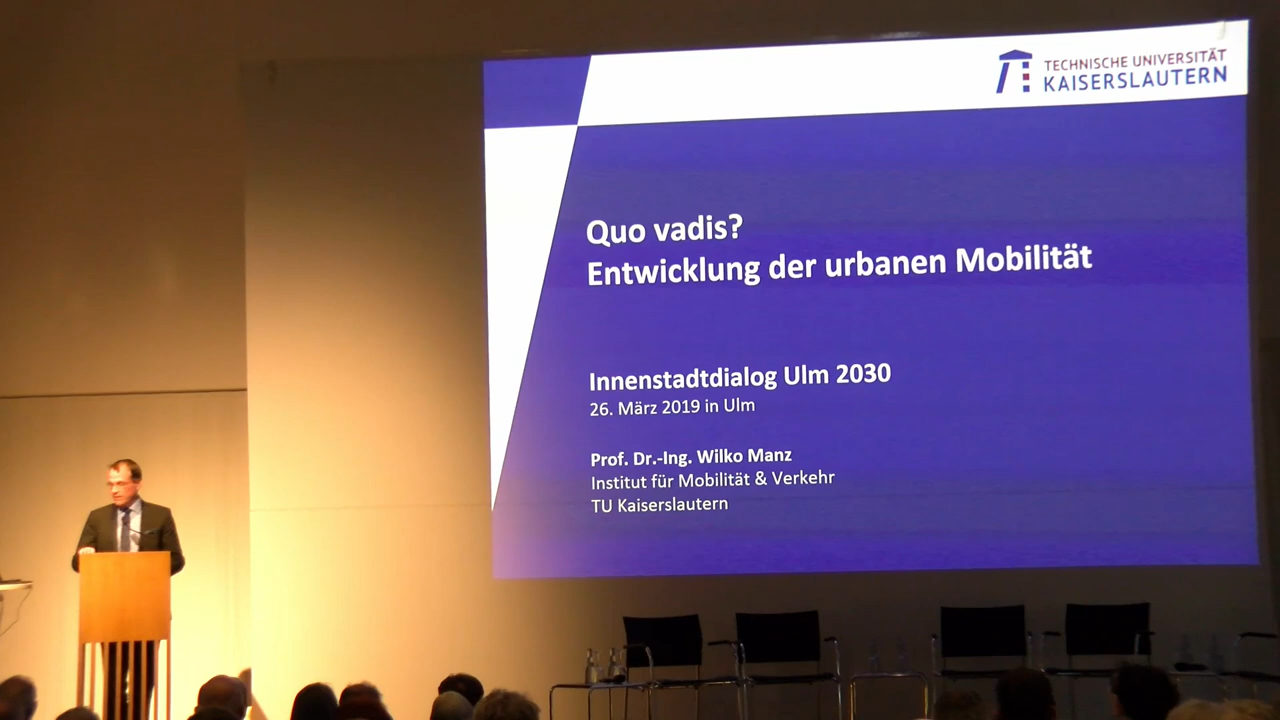 TECHNISCHE UNIVERSITÄT
KAISERSLAUTERN
Quo vadis?
Entwicklung der urbanen Mobilität
Innenstadtdialog Ulm 2030
26. März 2019 in Ulm
Prof. Dr.-Ing. Wilko Manz
Institut für Mobilität & Verkehr
TU Kaiserslautern